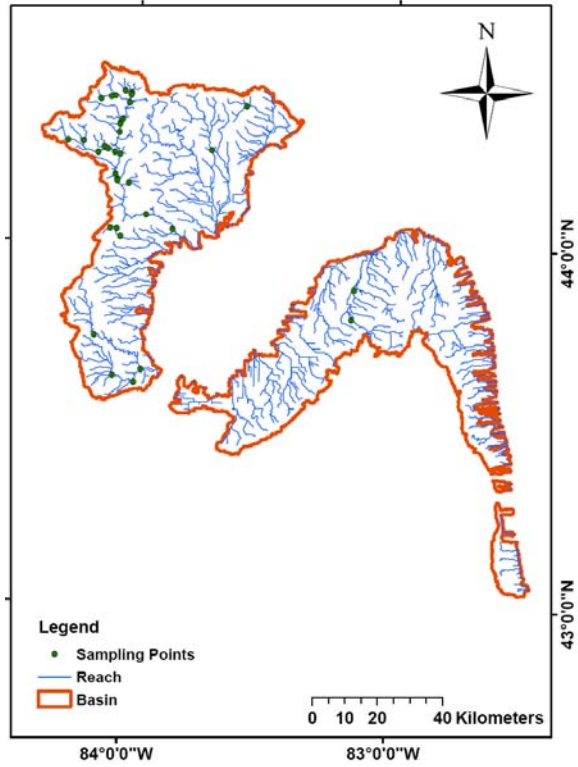 N
44°0'0"N
43°0'0"N
Legend
Sampling Points
Reach
Basin
0 10 20 40 Kilometers
84°0'0"W 83°0'0"W